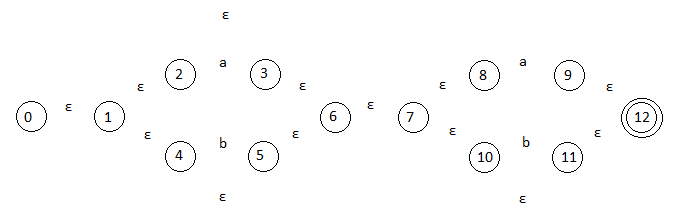 ε
a
2 3 8 a 9
ε ε ε ε
0 ε 1 6 ε 7 12
ε b ε ε b ε
4 5 10 11
ε ε